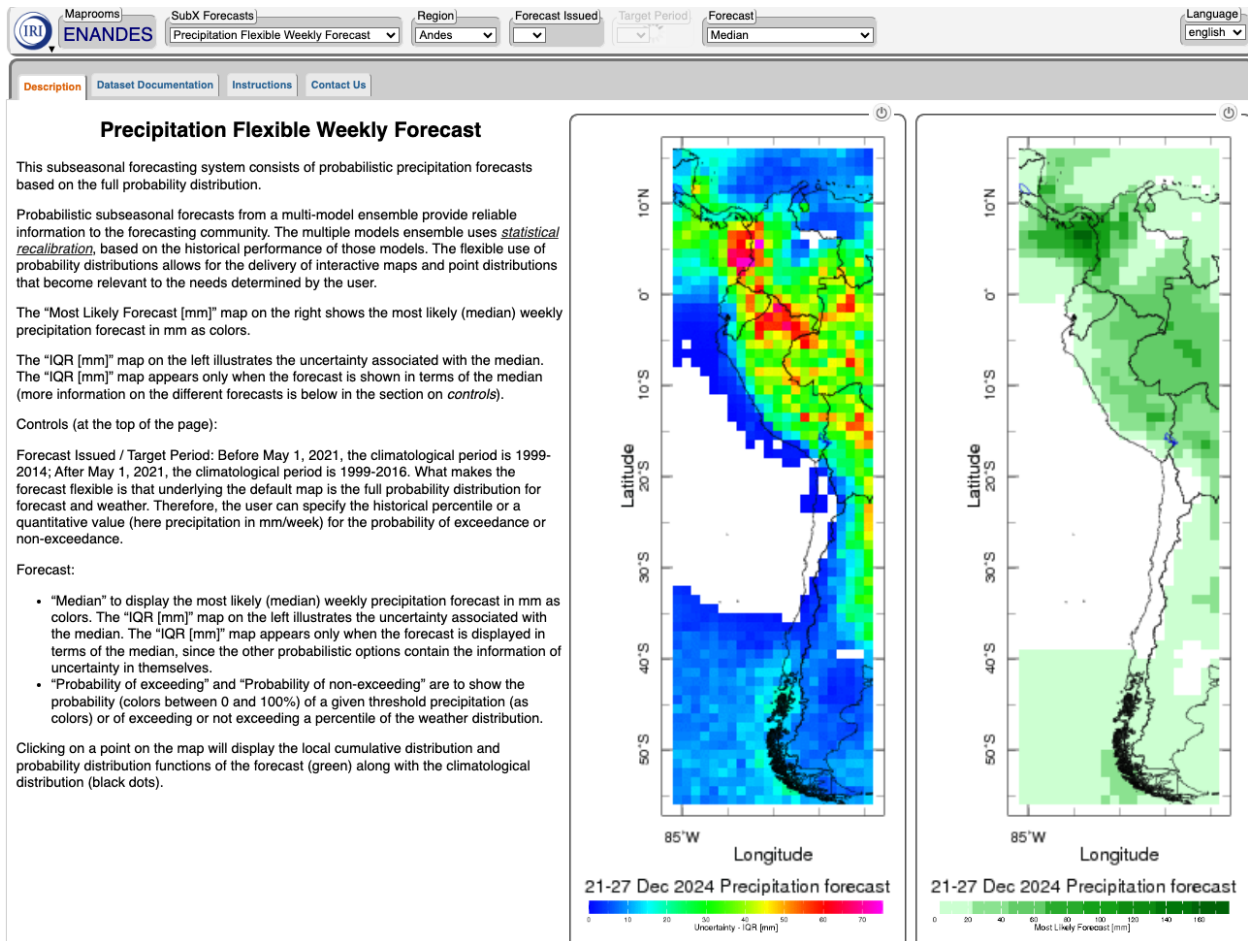 IRI
Maprooms
ENANDES
SubX Forecasts
Precipitation Flexible Weekly Forecast
Region
Andes
Forecast Issued
Target Period
Forecast
Median
Language
english
Description
Dataset Documentation
Instructions
Contact Us
Precipitation Flexible Weekly Forecast
This subseasonal forecasting system consists of probabilistic precipitation forecasts
based on the full probability distribution.
Probabilistic subseasonal forecasts from a multi-model ensemble provide reliable
information to the forecasting community. The multiple models ensemble uses statistical
recalibration, based on the historical performance of those models. The flexible use of
probability distributions allows for the delivery of interactive maps and point distributions
that become relevant to the needs determined by the user.
The “Most Likely Forecast [mm]” map on the right shows the most likely (median) weekly
precipitation forecast in mm as colors.
The “IQR [mm]” map on the left illustrates the uncertainty associated with the median.
The “IQR [mm]” map appears only when the forecast is shown in terms of the median
(more information on the different forecasts is below in the section on controls).
Controls (at the top of the page):
Forecast Issued / Target Period: Before May 1, 2021, the climatological period is 1999-
2014; After May 1, 2021, the climatological period is 1999-2016. What makes the
forecast flexible is that underlying the default map is the full probability distribution for
forecast and weather. Therefore, the user can specify the historical percentile or a
quantitative value (here precipitation in mm/week) for the probability of exceedance or
non-exceedance.
Forecast:
• “Median” to display the most likely (median) weekly precipitation forecast in mm as
colors. The “IQR [mm]” map on the left illustrates the uncertainty associated with
the median. The “IQR [mm]” map appears only when the forecast is displayed in
terms of the median, since the other probabilistic options contain the information of
uncertainty in themselves.
• “Probability of exceeding” and “Probability of non-exceeding” are to show the
probability (colors between 0 and 100%) of a given threshold precipitation (as
colors) or of exceeding or not exceeding a percentile of the weather distribution.
Clicking on a point on the map will display the local cumulative distribution and
probability distribution functions of the forecast (green) along with the climatological
distribution (black dots).
10°N
0°
10°S
20°S
30°S
40°S
50°S
Latitude
85°W
Longitude
21-27 Dec 2024 Precipitation forecast
0 10 20 30 40 50 60 70
Uncertainty - IQR [mm]
10°N
0°
10°S
20°S
30°S
40°S
50°S
Latitude
85°W
Longitude
21-27 Dec 2024 Precipitation forecast
0 20 40 60 80 100 120 140 160
Most Likely Forecast [mm]